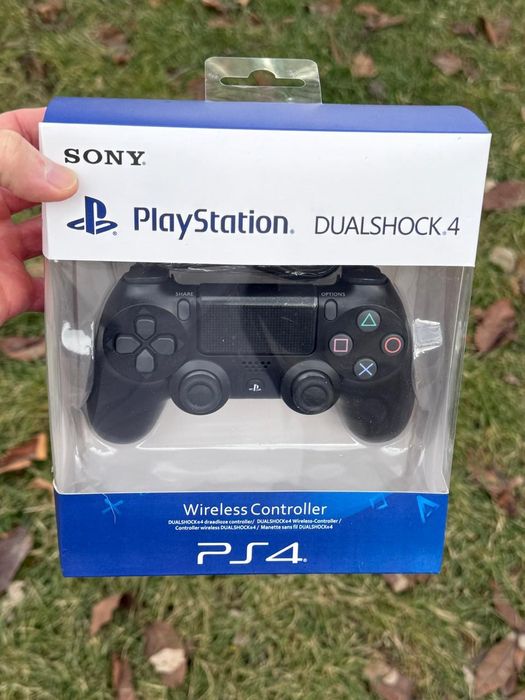 SONY
PlayStation. DUALSHOCK.4
SHARE
OPTIONS
Wireless Controller
DUALSHOCK®4 draadloze controller/ DUALSHOCK®4 Wireless-Controller /
Controller wireless DUALSHOCK®4 / Manette sans fil DUALSHOCK®4
PS4